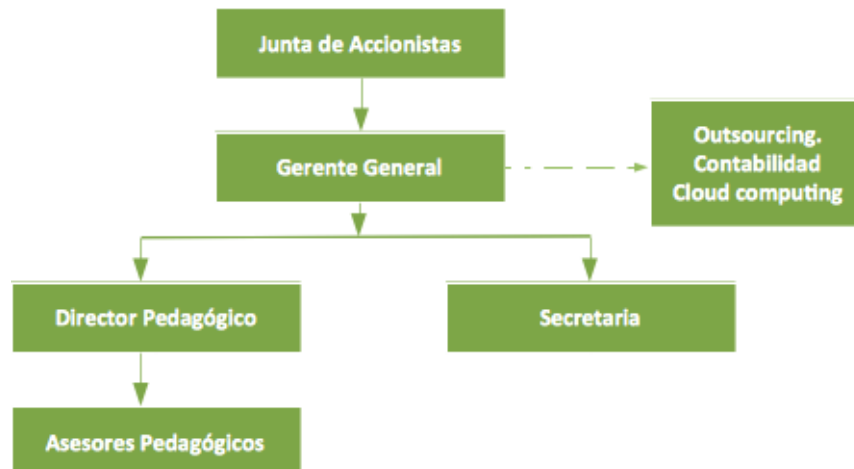 Junta de Accionistas
Gerente General
Outsourcing.
Contabilidad
Cloud computing
Director Pedagógico
Secretaria
Asesores Pedagógicos